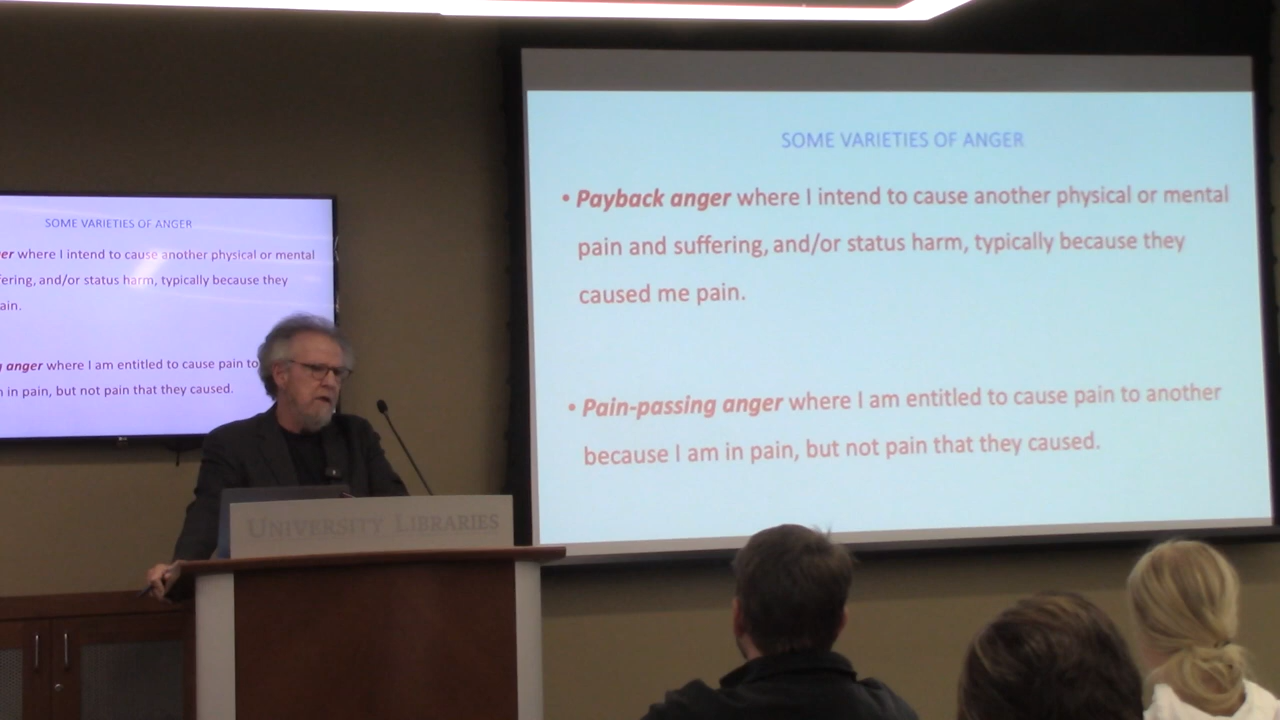 SOME VARIETIES OF ANGER
er where I intend to cause another physical or mental
fering, and/or status harm, typically because they
ain.
g anger where I am entitled to cause pain to
n in pain, but not pain that they caused.
UNIVERSITY LIBRARIES
SOME VARIETIES OF ANGER
• Payback anger where I intend to cause another physical or mental
pain and suffering, and/or status harm, typically because they
caused me pain.
• Pain-passing anger where I am entitled to cause pain to another
because I am in pain, but not pain that they caused.